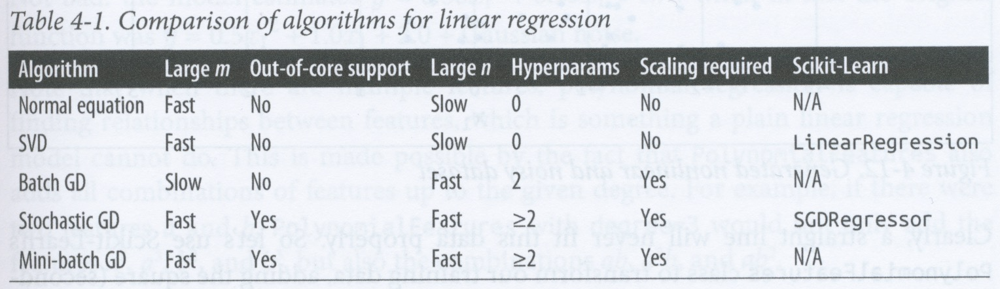 Table 4-1. Comparison of algorithms for linear regression
Algorithm Large m Out-of-core support Large n Hyperparams Scaling required Scikit-Learn
Normal equation Fast No Slow 0 No N/A
SVD Fast No Slow 0 No LinearRegression
Batch GD Slow No Fast 2 Yes N/A
Stochastic GD Fast Yes Fast ≥2 Yes SGDRegressor
Mini-batch GD Fast Yes Fast ≥2 Yes N/A